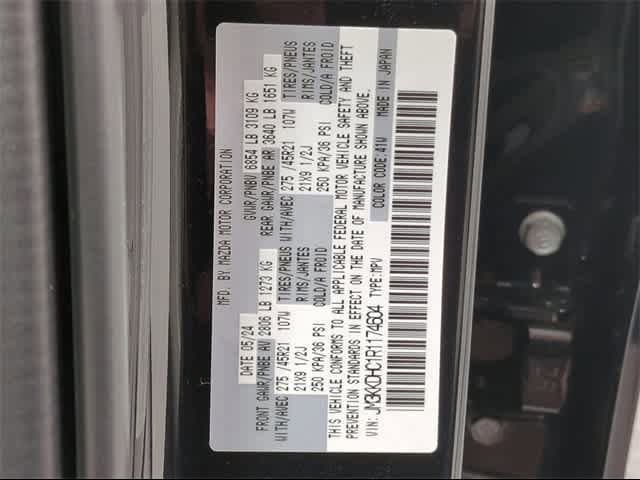 MFD. BY MAZDA MOTOR CORPORATION
DATE 05/24 GVWR/PNBV 6854 LB 3109 KG
FRONT GAWR/PNBE AV 2806 LB 1273 KG REAR GAWR/PNBE AR 3640 LB 1651 KG
WITH/AVEC 275 /45R21 107W TIRES/PNEUS WITH/AVEC 275 /45R21 107W TIRES/PNEUS
21X9 1/2J RIMS/JANTES 21X9 1/2J RIMS/JANTES
250 KPA/36 PSI COLD/A FROID 250 KPA/36 PSI COLD/A FROID
THIS VEHICLE CONFORMS TO ALL APPLICABLE FEDERAL MOTOR VEHICLE SAFETY AND THEFT
PREVENTION STANDARDS IN EFFECT ON THE DATE OF MANUFACTURE SHOWN ABOVE.
VIN: JM3KKDHC1R1174604 TYPE: MPV
COLOR CODE: 41W MADE IN JAPAN